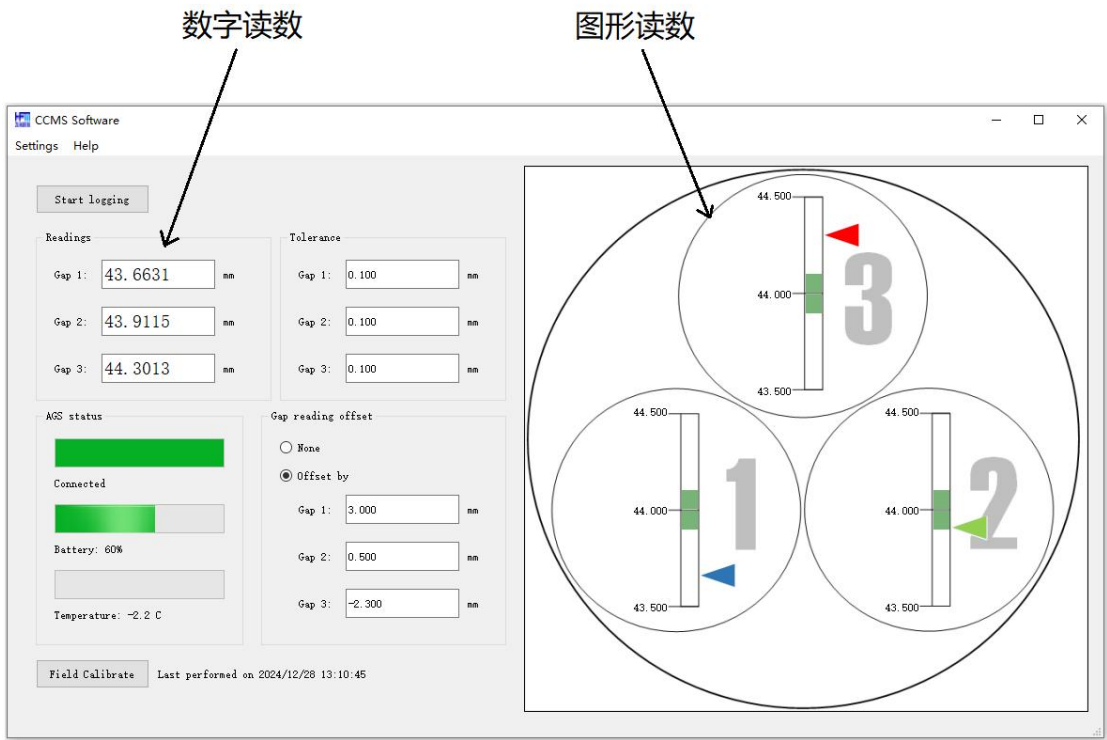 数字读数
图形读数
CCMS Software
Settings Help
Start logging
Readings
Gap 1: 43.6631 mm
Gap 2: 43.9115 mm
Gap 3: 44.3013 mm
Tolerance
Gap 1: 0.100 mm
Gap 2: 0.100 mm
Gap 3: 0.100 mm
AGS status
Connected
Battery: 60%
Temperature: -2.2 C
Gap reading offset
None
Offset by
Gap 1: 3.000 mm
Gap 2: 0.500 mm
Gap 3: -2.300 mm
Field Calibrate Last performed on 2024/12/28 13:10:45
44.500
44.000
43.500
3
44.500
44.000
43.500
1
44.500
44.000
43.500
2